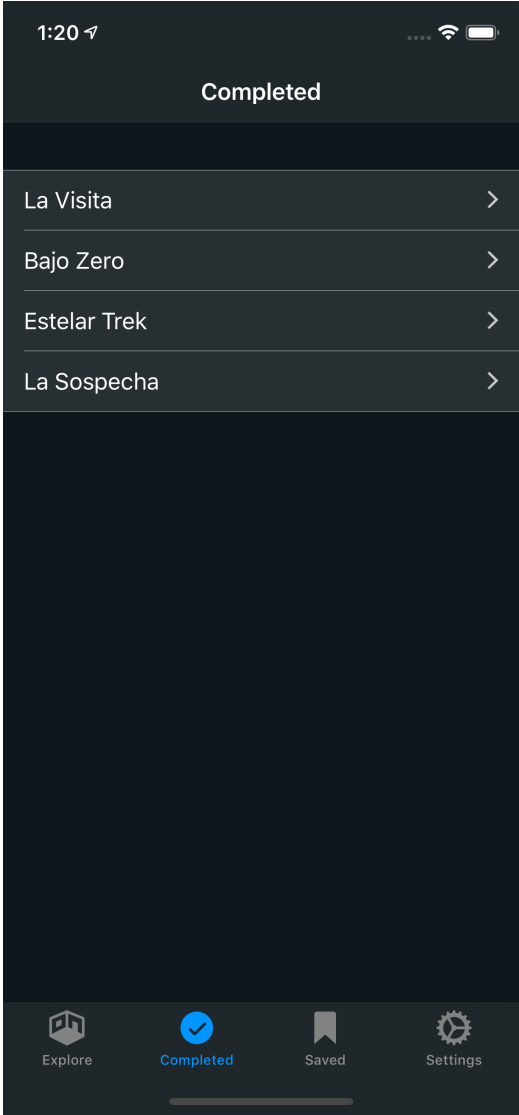 1:20
Completed
La Visita
Bajo Zero
Estelar Trek
La Sospecha
Explore
Completed
Saved
Settings